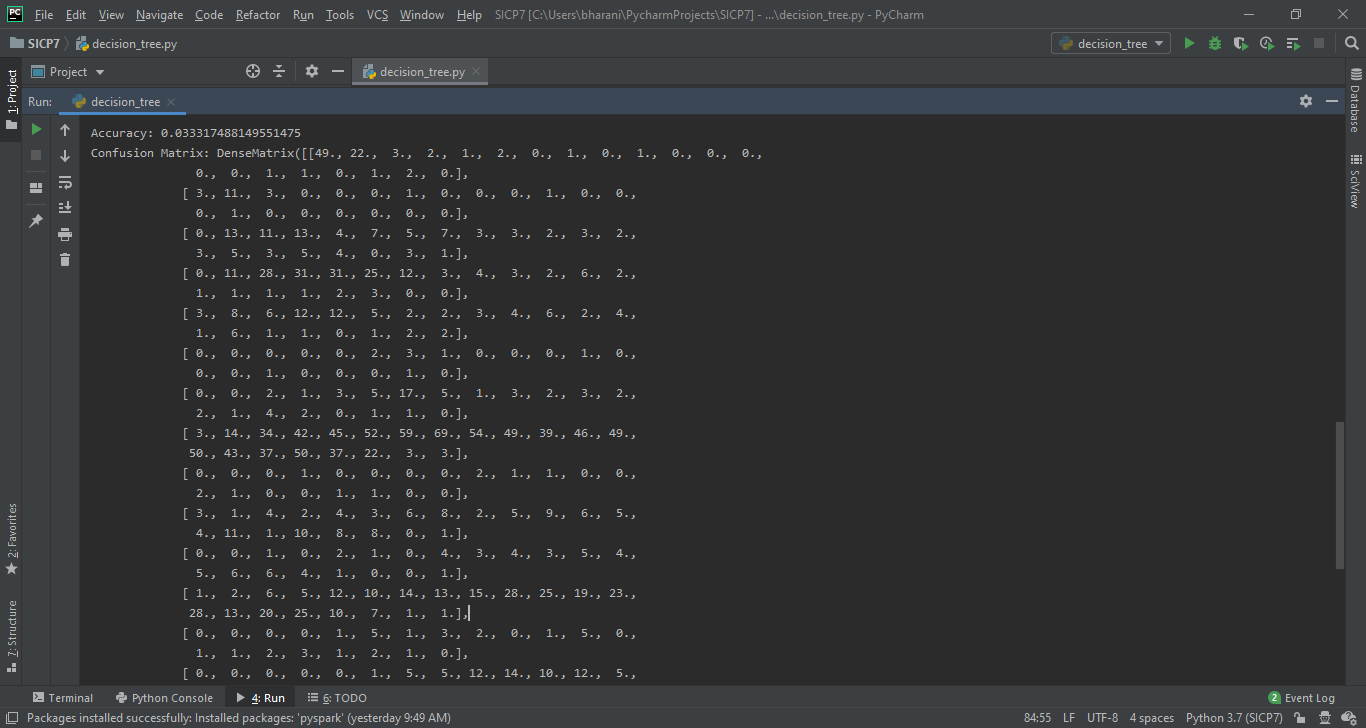 PC File Edit View Navigate Code Refactor Run Tools VCS Window Help SICP7 [C:\Users\bharani\PycharmProjects\SICP7] - ...\decision_tree.py - PyCharm
SICP7 decision_tree.py decision_tree
1: Project Project decision_tree.py
Run: decision_tree
Database
SciView
Accuracy: 0.033317488149551475
Confusion Matrix: DenseMatrix([[49., 22., 3., 2., 1., 2., 0., 1., 0., 1., 0., 0., 0.,
0., 0., 1., 1., 0., 1., 2., 0.],
[ 3., 11., 3., 0., 0., 0., 1., 0., 0., 0., 1., 0., 0.,
0., 1., 0., 0., 0., 0., 0., 0.],
[ 0., 13., 11., 13., 4., 7., 5., 7., 3., 3., 2., 3., 2.,
3., 5., 3., 5., 4., 0., 3., 1.],
[ 0., 11., 28., 31., 31., 25., 12., 3., 4., 3., 2., 6., 2.,
1., 1., 1., 1., 2., 3., 0., 0.],
[ 3., 8., 6., 12., 12., 5., 2., 2., 3., 4., 6., 2., 4.,
1., 6., 1., 1., 0., 1., 2., 2.],
[ 0., 0., 0., 0., 0., 2., 3., 1., 0., 0., 0., 1., 0.,
0., 0., 1., 0., 0., 0., 1., 0.],
[ 0., 0., 2., 1., 3., 5., 17., 5., 1., 3., 2., 3., 2.,
2., 1., 4., 2., 0., 1., 1., 0.],
[ 3., 14., 34., 42., 45., 52., 59., 69., 54., 49., 39., 46., 49.,
50., 43., 37., 50., 37., 22., 3., 3.],
[ 0., 0., 0., 1., 0., 0., 0., 0., 2., 1., 1., 0., 0.,
2., 1., 0., 0., 1., 1., 0., 0.],
[ 3., 1., 4., 2., 4., 3., 6., 8., 2., 5., 9., 6., 5.,
4., 11., 1., 10., 8., 8., 0., 1.],
[ 0., 0., 1., 0., 2., 1., 0., 4., 3., 4., 3., 5., 4.,
5., 6., 6., 4., 1., 0., 0., 1.],
[ 1., 2., 6., 5., 12., 10., 14., 13., 15., 28., 25., 19., 23.,
28., 13., 20., 25., 10., 7., 1., 1.],
[ 0., 0., 0., 0., 1., 5., 1., 3., 2., 0., 1., 5., 0.,
1., 1., 2., 3., 1., 2., 1., 0.],
[ 0., 0., 0., 0., 0., 1., 5., 5., 12., 14., 10., 12., 5.,
2: Favorites
7: Structure
Terminal Python Console 4: Run 6: TODO 2 Event Log
Packages installed successfully: Installed packages: 'pyspark' (yesterday 9:49 AM) 84:55 LF UTF-8 4 spaces Python 3.7 (SICP7)